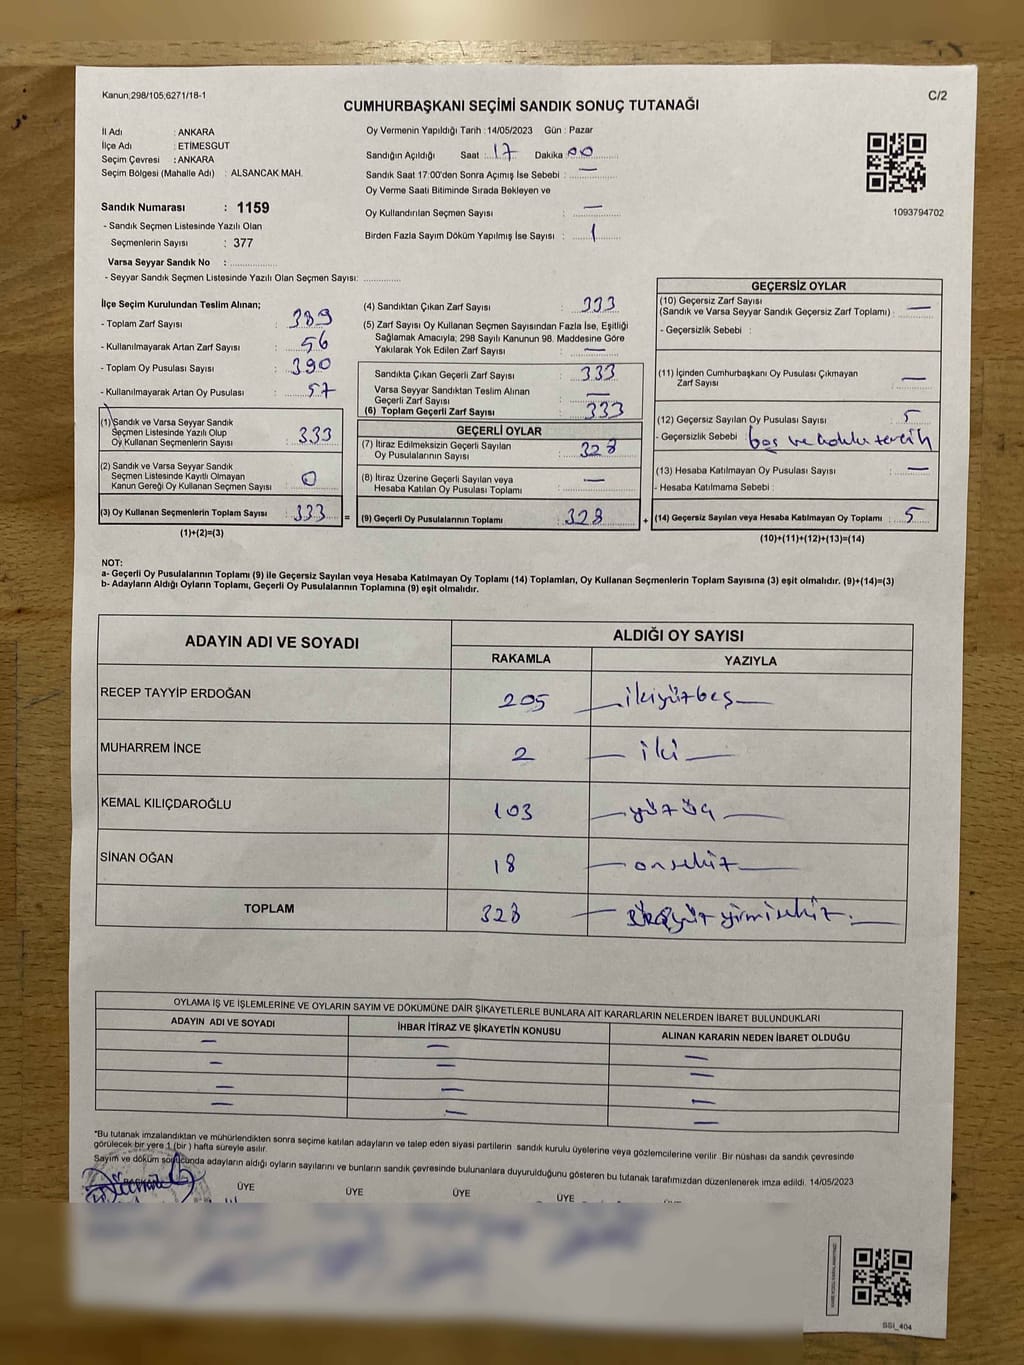 Kanun;298/105;6271/18-1
C/2
CUMHURBAŞKANI SEÇİMİ SANDIK SONUÇ TUTANAĞI
İl Adı : ANKARA
İlçe Adı : ETİMESGUT
Seçim Çevresi : ANKARA
Seçim Bölgesi (Mahalle Adı) : ALSANCAK MAH.
Sandık Numarası : 1159
- Sandık Seçmen Listesinde Yazılı Olan
Seçmenlerin Sayısı : 377
Varsa Seyyar Sandık No :
- Seyyar Sandık Seçmen Listesinde Yazılı Olan Seçmen Sayısı:
Oy Vermenin Yapıldığı Tarih : 14/05/2023 Gün : Pazar
Sandığın Açıldığı Saat : 17 Dakika 00
Sandık Saat 17:00'den Sonra Açımış İse Sebebi : —
Oy Verme Saati Bitiminde Sırada Bekleyen ve
Oy Kullandırılan Seçmen Sayısı : —
Birden Fazla Sayım Döküm Yapılmış İse Sayısı : 1
1093794702
İlçe Seçim Kurulundan Teslim Alınan;
- Toplam Zarf Sayısı : 389
- Kullanılmayarak Artan Zarf Sayısı : 56
- Toplam Oy Pusulası Sayısı : 390
- Kullanılmayarak Artan Oy Pusulası : 57
(1) Sandık ve Varsa Seyyar Sandık
Seçmen Listesinde Yazılı Olup
Oy Kullanan Seçmenlerin Sayısı : 333
(2) Sandık ve Varsa Seyyar Sandık
Seçmen Listesinde Kayıtlı Olmayan
Kanun Gereği Oy Kullanan Seçmen Sayısı : 0
(3) Oy Kullanan Seçmenlerin Toplam Sayısı : 333 =
(1)+(2)=(3)
(4) Sandıktan Çıkan Zarf Sayısı : 333
(5) Zarf Sayısı Oy Kullanan Seçmen Sayısından Fazla İse, Eşitliği
Sağlamak Amacıyla; 298 Sayılı Kanunun 98. Maddesine Göre
Yakılarak Yok Edilen Zarf Sayısı : —
Sandıkta Çıkan Geçerli Zarf Sayısı : 333
Varsa Seyyar Sandıktan Teslim Alınan
Geçerli Zarf Sayısı : —
(6) Toplam Geçerli Zarf Sayısı : 333
GEÇERLİ OYLAR
(7) İtiraz Edilmeksizin Geçerli Sayılan
Oy Pusulalarının Sayısı : 328
(8) İtiraz Üzerine Geçerli Sayılan veya
Hesaba Katılan Oy Pusulası Toplamı : —
(9) Geçerli Oy Pusulalarının Toplamı : 328 +
GEÇERSİZ OYLAR
(10) Geçersiz Zarf Sayısı
(Sandık ve Varsa Seyyar Sandık Geçersiz Zarf Toplamı) : —
- Geçersizlik Sebebi :
(11) İçinden Cumhurbaşkanı Oy Pusulası Çıkmayan
Zarf Sayısı : —
(12) Geçersiz Sayılan Oy Pusulası Sayısı : 5
- Geçersizlik Sebebi : boş ve tercih
(13) Hesaba Katılmayan Oy Pusulası Sayısı : —
- Hesaba Katılmama Sebebi :
(14) Geçersiz Sayılan veya Hesaba Katılmayan Oy Toplamı : 5
(10)+(11)+(12)+(13)=(14)
NOT:
a- Geçerli Oy Pusulalarının Toplamı (9) ile Geçersiz Sayılan veya Hesaba Katılmayan Oy Toplamı (14) Toplamları, Oy Kullanan Seçmenlerin Toplam Sayısına (3) eşit olmalıdır. (9)+(14)=(3)
b- Adayların Aldığı Oyların Toplamı, Geçerli Oy Pusulalarının Toplamına (9) eşit olmalıdır.
ADAYIN ADI VE SOYADI
ALDIĞI OY SAYISI
RAKAMLA YAZIYLA
RECEP TAYYİP ERDOĞAN 205 —ikiyüzbeş—
MUHARREM İNCE 2 — iki —
KEMAL KILIÇDAROĞLU 103 —yüzüç—
SİNAN OĞAN 18 —onsekiz—
TOPLAM 328 — üçyüzyirmisekiz.—
OYLAMA İŞ VE İŞLEMLERİNE VE OYLARIN SAYIM VE DÖKÜMÜNE DAİR ŞİKAYETLERLE BUNLARA AİT KARARLARIN NELERDEN İBARET BULUNDUKLARI
ADAYIN ADI VE SOYADI İHBAR İTİRAZ VE ŞİKAYETİN KONUSU ALINAN KARARIN NEDEN İBARET OLDUĞU
— — —
— — —
— — —
— — —
*Bu tutanak imzalandıktan ve mühürlendikten sonra seçime katılan adayların ve talep eden siyasi partilerin sandık kurulu üyelerine veya gözlemcilerine verilir. Bir nüshası da sandık çevresinde
görülecek bir yere 1 (bir) hafta süreyle asılır.
Sayım ve döküm sonucunda adayların aldığı oyların sayılarını ve bunların sandık çevresinde bulunanlara duyurulduğunu gösteren bu tutanak tarafımızdan düzenlenerek imza edildi. 14/05/2023
ÜYE ÜYE ÜYE ÜYE
SSI_404